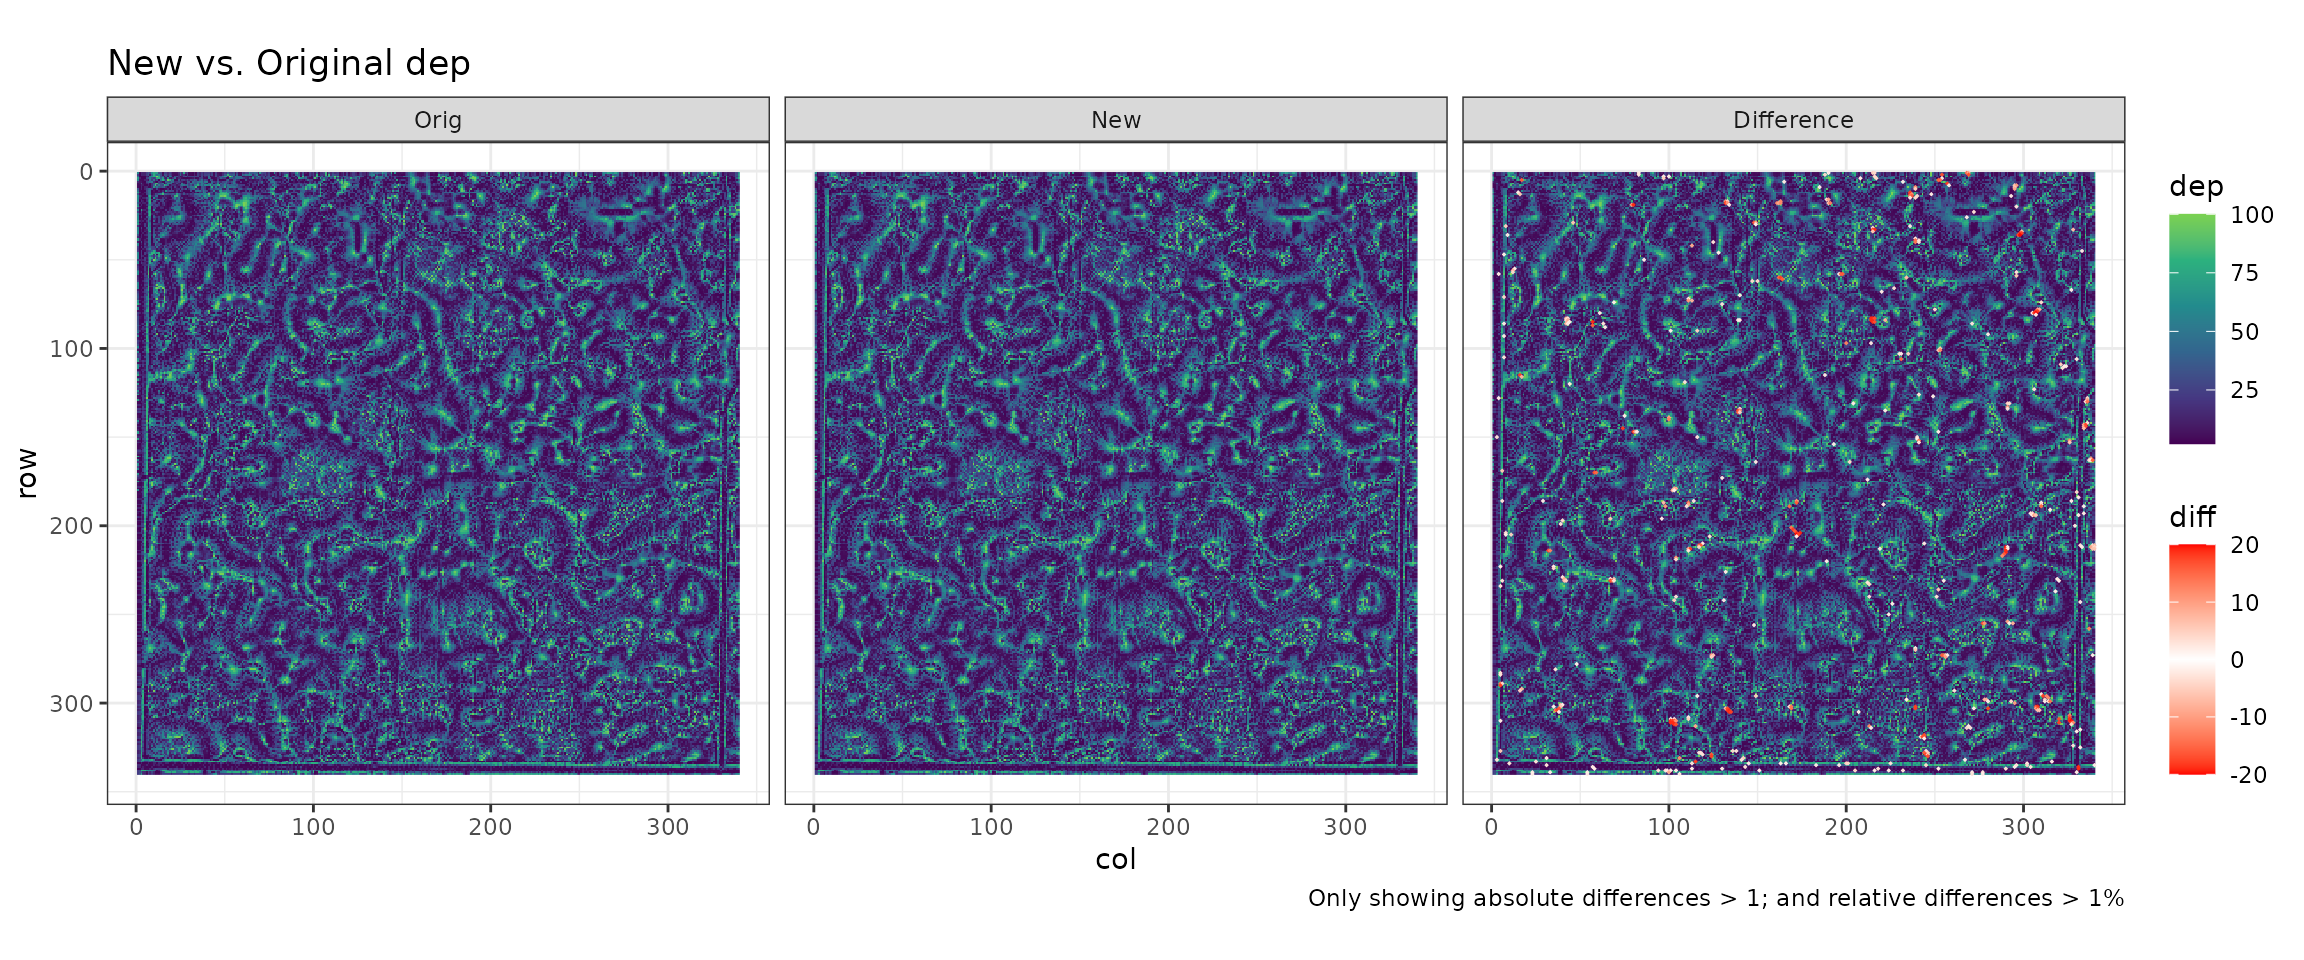 New vs. Original dep
Orig New Difference
row
0
100
200
300
0 100 200 300 0 100 200 300 0 100 200 300
col
dep
100
75
50
25
diff
20
10
0
-10
-20
Only showing absolute differences > 1; and relative differences > 1%